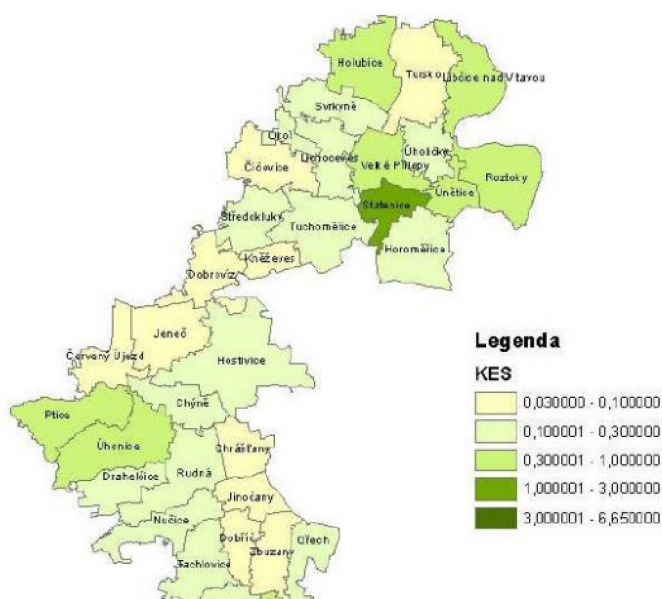 Holubice
Tursko
Libčice nad Vltavou
Svrkyně
Okoř
Lichoceves
Úholičky
Velké Přílepy
Číčovice
Roztoky
Únětice
Statenice
Středokluky
Tuchoměřice
Horoměřice
Kněževes
Dobrovíz
Jeneč
Červený Újezd
Hostivice
Chýně
Ptice
Úhonice
Chrášťany
Drahelčice
Rudná
Jinočany
Nučice
Dobříč
Zbuzany
Ořech
Tachlovice
Legenda
KES
0,030000 - 0,100000
0,100001 - 0,300000
0,300001 - 1,000000
1,000001 - 3,000000
3,000001 - 6,650000